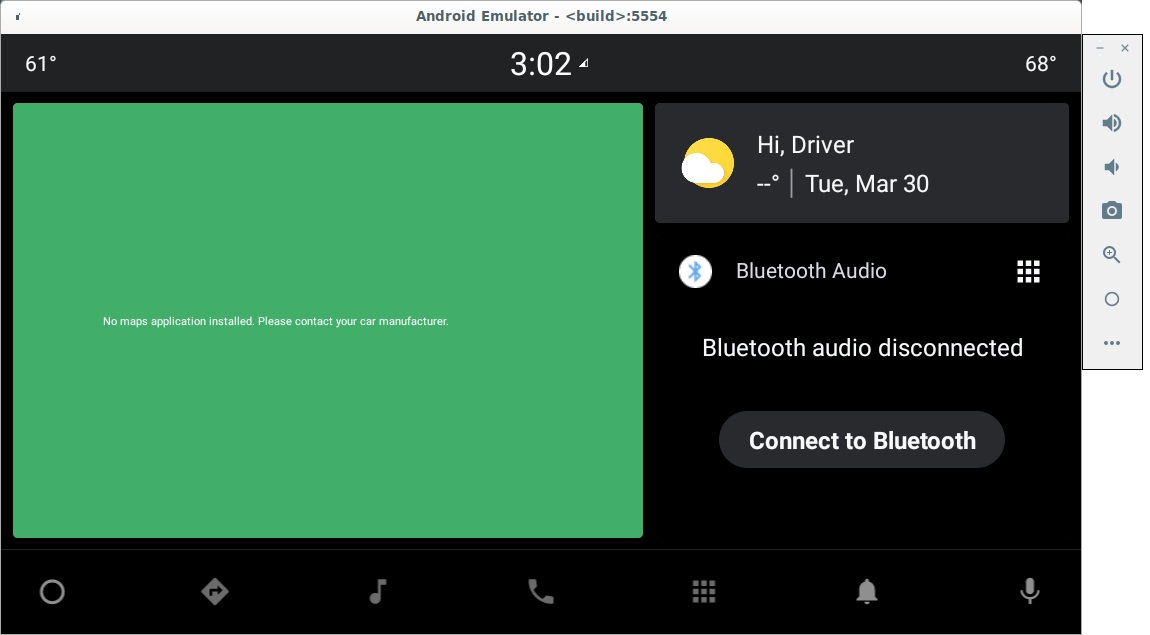 Android Emulator - <build>:5554
61°
3:02
68°
No maps application installed. Please contact your car manufacturer.
Hi, Driver
--° | Tue, Mar 30
Bluetooth Audio
Bluetooth audio disconnected
Connect to Bluetooth